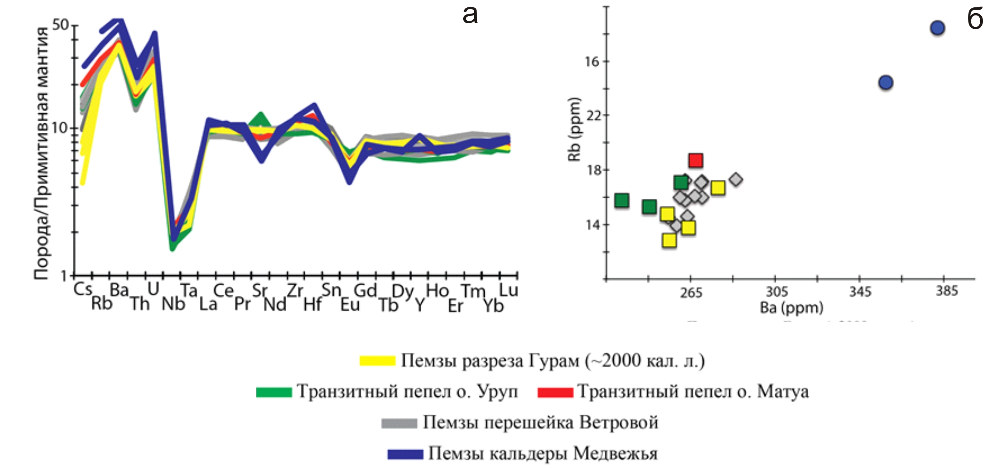 а
б
Порода/Примитивная мантия
50
10
1
Cs Ba U Ta Ce Sr Zr Sn Gd Dy Ho Tm Lu
Rb Th Nb La Pr Nd Hf Eu Tb Y Er Yb
Rb (ppm)
16
22
18
14
265 305 345 385
Ba (ppm)
Пемзы разреза Гурам (~2000 кал. л.)
Транзитный пепел о. Уруп Транзитный пепел о. Матуа
Пемзы перешейка Ветровой
Пемзы кальдеры Медвежья